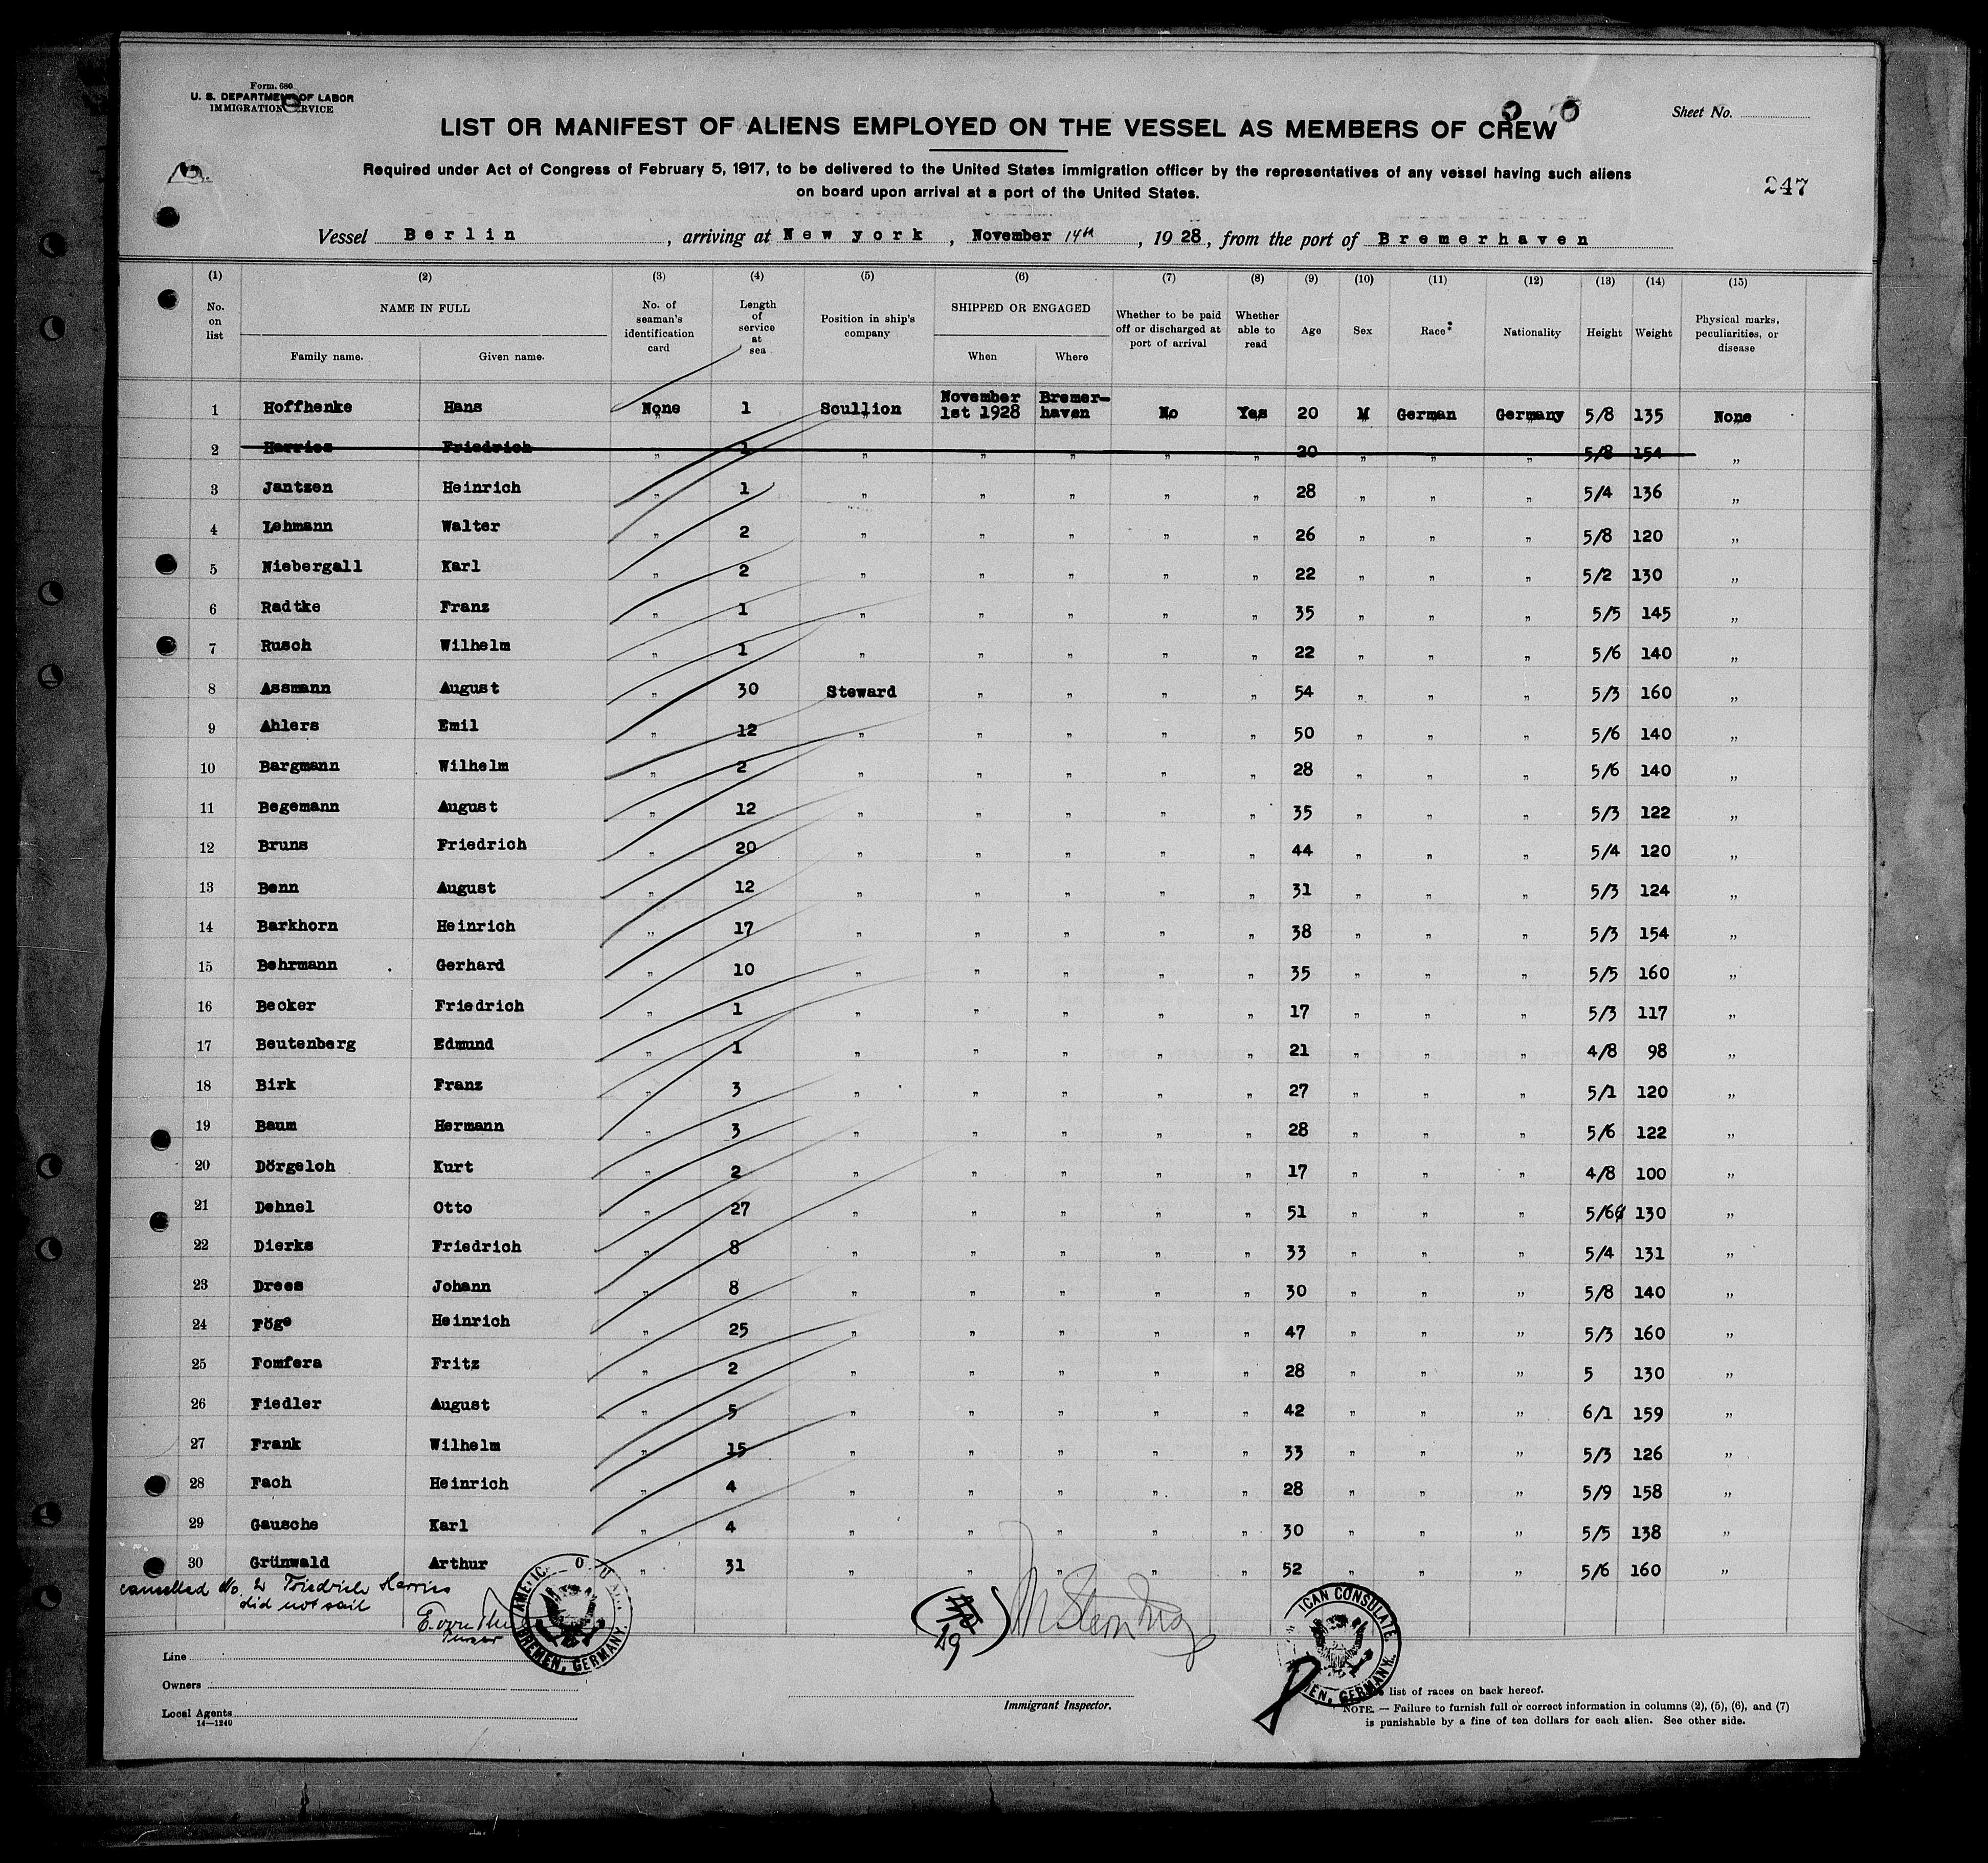 Form. 680
U. S. DEPARTMENT OF LABOR
IMMIGRATION SERVICE
Sheet No.
LIST OR MANIFEST OF ALIENS EMPLOYED ON THE VESSEL AS MEMBERS OF CREW
Required under Act of Congress of February 5, 1917, to be delivered to the United States immigration officer by the representatives of any vessel having such aliens
on board upon arrival at a port of the United States.
247
Vessel Berlin, arriving at New york, November 14th, 1928, from the port of Bremerhaven
(1) (2) (3) (4) (5) (6) (7) (8) (9) (10) (11) (12) (13) (14) (15)
No. on list NAME IN FULL Family name. Given name. No. of seaman's identification card Length of service at sea Position in ship's company SHIPPED OR ENGAGED When Where Whether to be paid off or discharged at port of arrival Whether able to read Age Sex Race* Nationality Height Weight Physical marks, peculiarities, or disease
1 Hoffhenke Hans None 1 Scullion November 1st 1928 Bremer-haven No Yes 20 M German Germany 5/8 135 None
2 Harries Friedrich " 1 " " " " " 20 " " " 5/8 154 "
3 Jantzen Heinrich " 1 " " " " " 28 " " " 5/4 136 "
4 Lehmann Walter " 2 " " " " " 26 " " " 5/8 120 "
5 Niebergall Karl " 2 " " " " " 22 " " " 5/2 130 "
6 Radtke Franz " 1 " " " " " 35 " " " 5/5 145 "
7 Rusch Wilhelm " 1 " " " " " 22 " " " 5/6 140 "
8 Assmann August " 30 Steward " " " " 54 " " " 5/3 160 "
9 Ahlers Emil " 12 " " " " " 50 " " " 5/6 140 "
10 Bargmann Wilhelm " 2 " " " " " 28 " " " 5/6 140 "
11 Begemann August " 12 " " " " " 35 " " " 5/3 122 "
12 Bruns Friedrich " 20 " " " " " 44 " " " 5/4 120 "
13 Benn August " 12 " " " " " 31 " " " 5/3 124 "
14 Barkhorn Heinrich " 17 " " " " " 38 " " " 5/3 154 "
15 Behrmann Gerhard " 10 " " " " " 35 " " " 5/5 160 "
16 Becker Friedrich " 1 " " " " " 17 " " " 5/3 117 "
17 Beutenberg Edmund " 1 " " " " " 21 " " " 4/8 98 "
18 Birk Franz " 3 " " " " " 27 " " " 5/1 120 "
19 Baum Hermann " 3 " " " " " 28 " " " 5/6 122 "
20 Dörgeloh Kurt " 2 " " " " " 17 " " " 4/8 100 "
21 Dehnel Otto " 27 " " " " " 51 " " " 5/6 130 "
22 Dierks Friedrich " 8 " " " " " 33 " " " 5/4 131 "
23 Drees Johann " 8 " " " " " 30 " " " 5/8 140 "
24 Föge Heinrich " 25 " " " " " 47 " " " 5/3 160 "
25 Fomfera Fritz " 2 " " " " " 28 " " " 5 130 "
26 Fiedler August " 5 " " " " " 42 " " " 6/1 159 "
27 Frank Wilhelm " 15 " " " " " 33 " " " 5/3 126 "
28 Fach Heinrich " 4 " " " " " 28 " " " 5/9 158 "
29 Gausche Karl " 4 " " " " " 30 " " " 5/5 138 "
30 Grünwald Arthur " 31 " " " " " 52 " " " 5/6 160 "
cancelled No. 2 Friedrich Harries
did not sail
Purser
BREMEN, GERMANY.
19
ICAN CONSULATE
MEN, GERMANY.
Line
Owners
Local Agents
14—1240
Immigrant Inspector.
list of races on back hereof.
NOTE. — Failure to furnish full or correct information in columns (2), (5), (6), and (7)
is punishable by a fine of ten dollars for each alien. See other side.